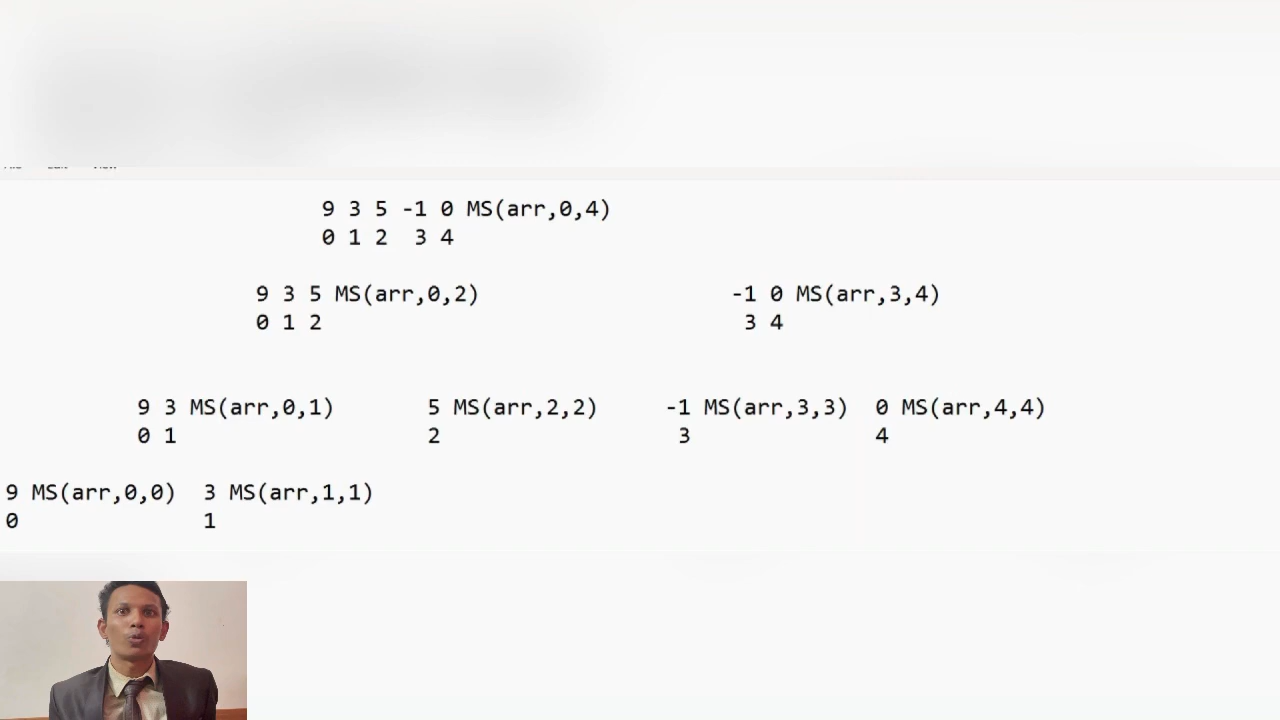 9 3 5 -1 0 MS(arr,0,4)
0 1 2 3 4
9 3 5 MS(arr,0,2) -1 0 MS(arr,3,4)
0 1 2 3 4
9 3 MS(arr,0,1) 5 MS(arr,2,2) -1 MS(arr,3,3) 0 MS(arr,4,4)
0 1 2 3 4
9 MS(arr,0,0) 3 MS(arr,1,1)
0 1